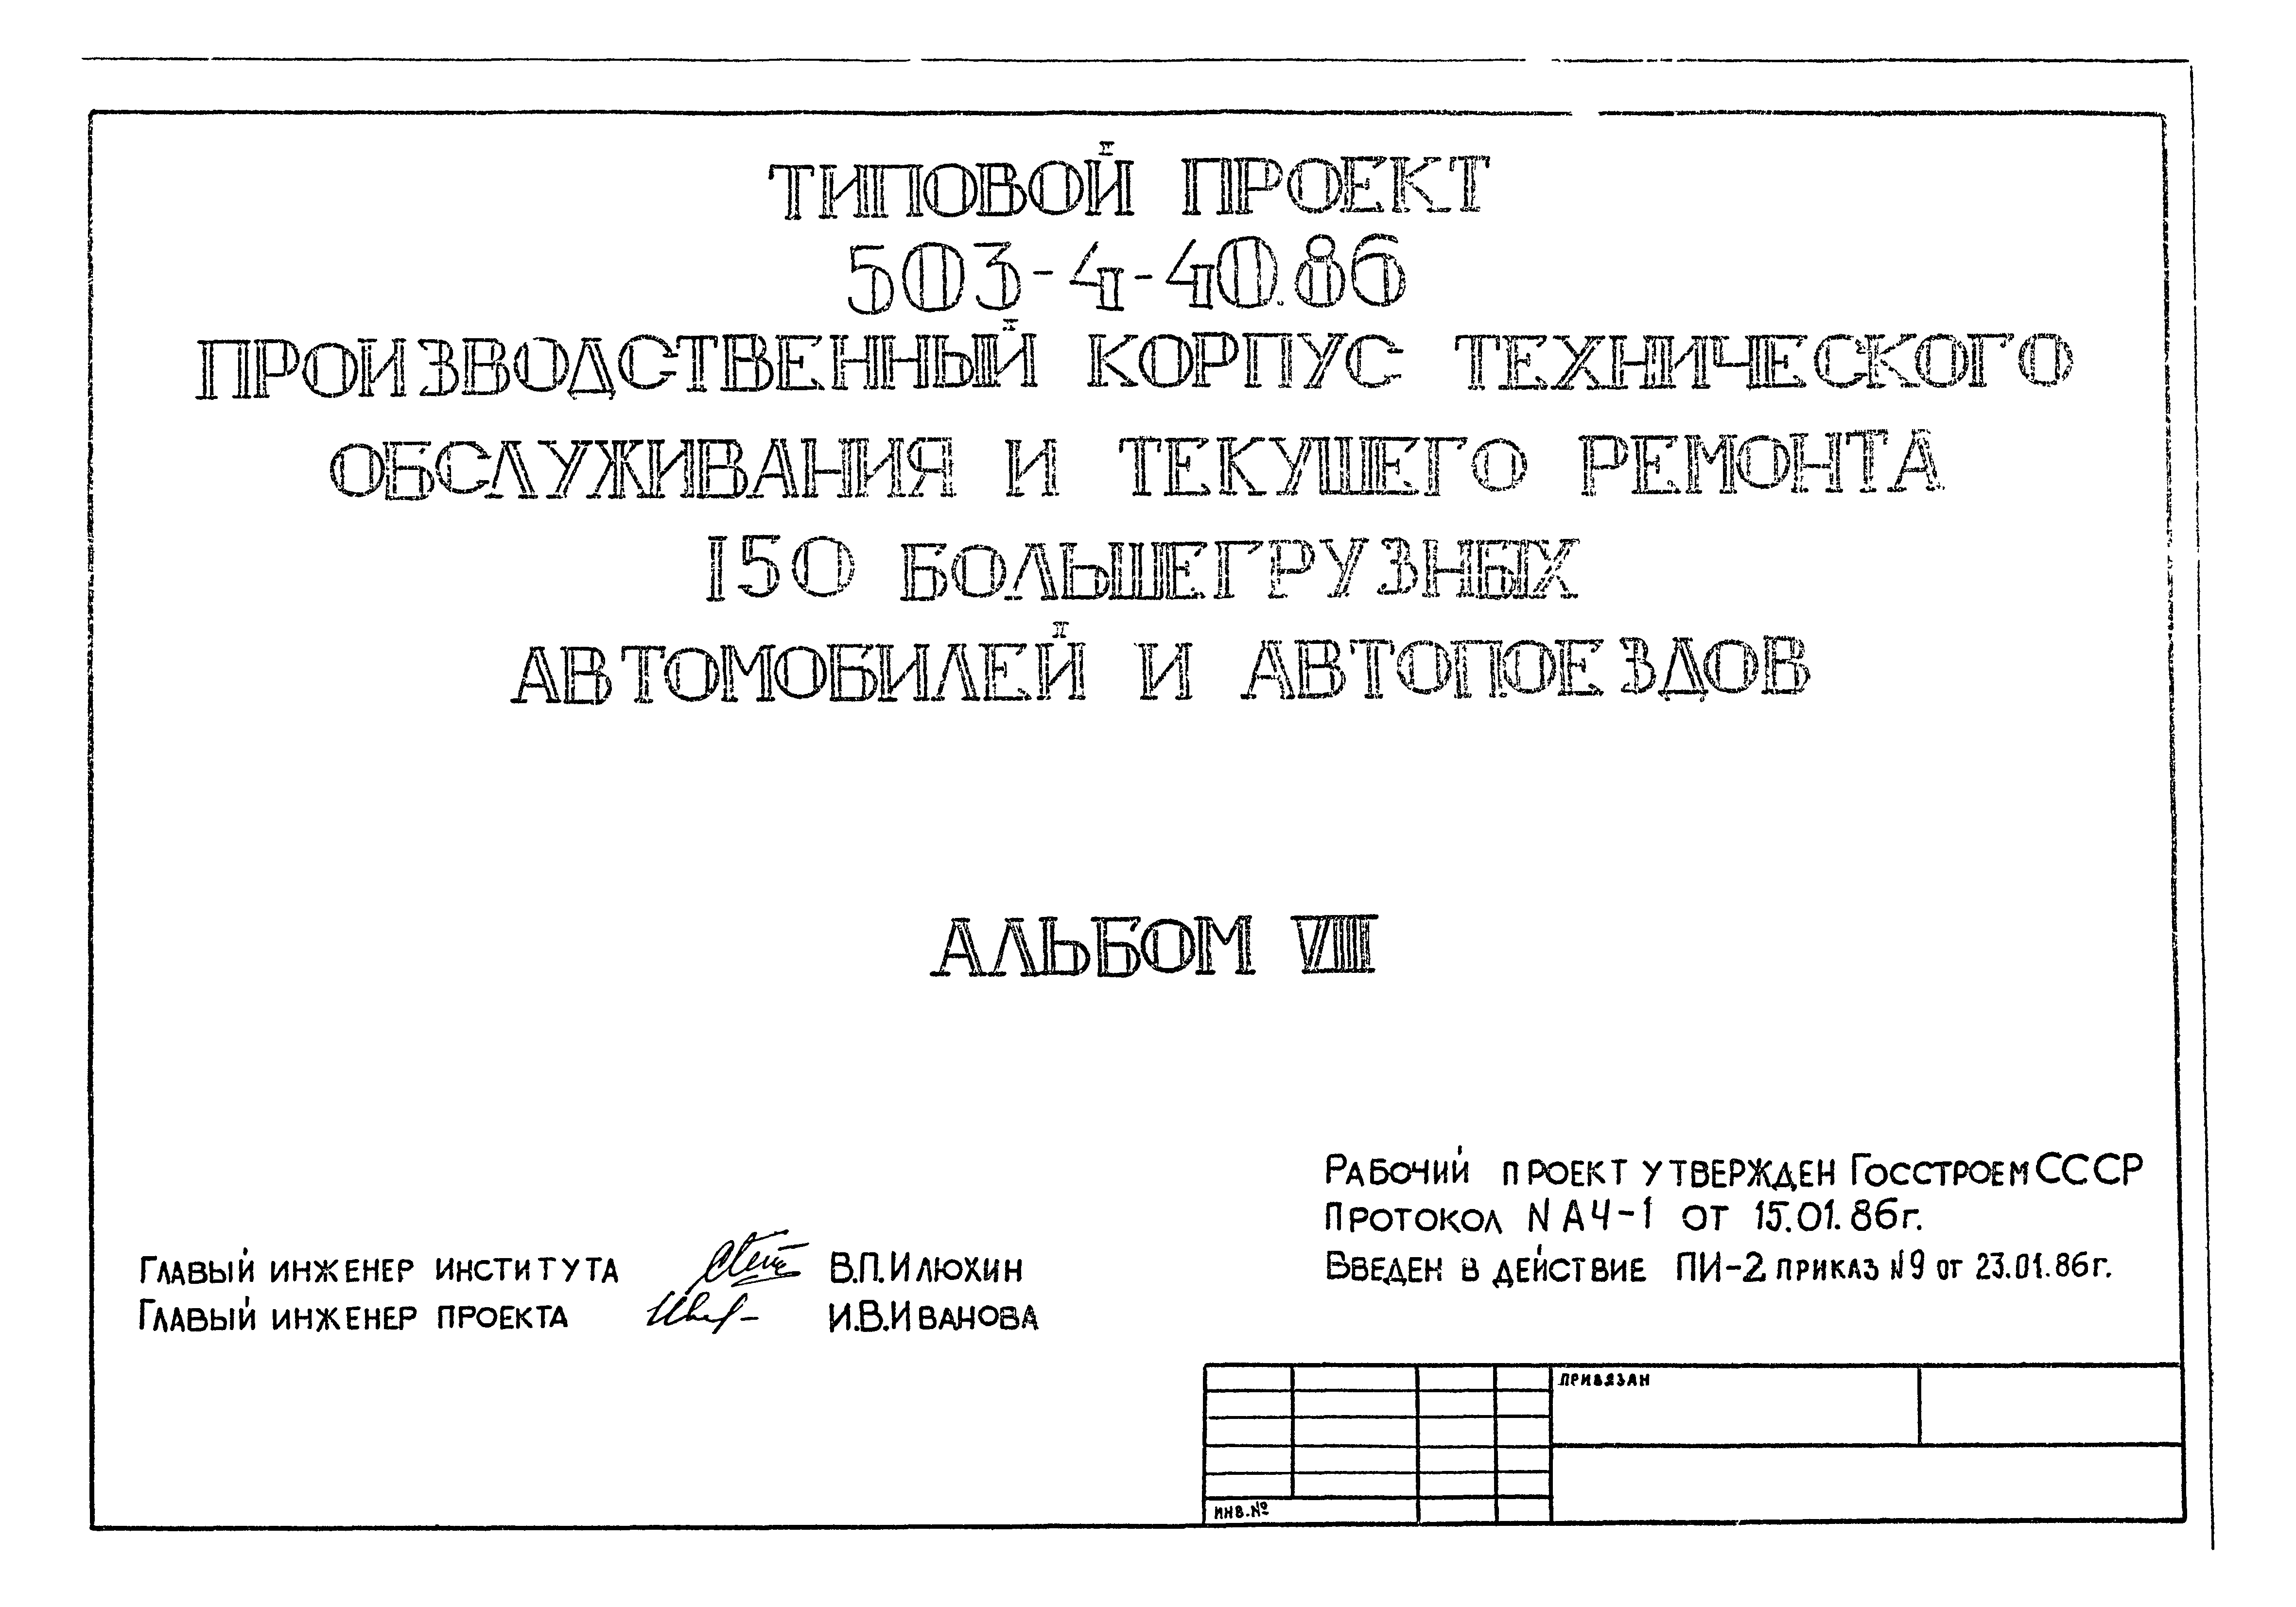 ТИПОВОЙ ПРОЕКТ
503-4-40.86
ПРОИЗВОДСТВЕННЫЙ КОРПУС ТЕХНИЧЕСКОГО
ОБСЛУЖИВАНИЯ И ТЕКУШЕГО РЕМОНТА
150 БОЛЬШЕГРУЗНЫХ
АВТОМОБИЛЕЙ И АВТОПОЕЗДОВ
АЛЬБОМ VIII
РАБОЧИЙ ПРОЕКТ УТВЕРЖДЕН ГОССТРОЕМ СССР
ПРОТОКОЛ N АЧ-1 ОТ 15.01.86г.
ВВЕДЕН В ДЕЙСТВИЕ ПИ-2 ПРИКАЗ N9 ОТ 23.01.86г.
ГЛАВЫЙ ИНЖЕНЕР ИНСТИТУТА В.П.ИЛЮХИН
ГЛАВЫЙ ИНЖЕНЕР ПРОЕКТА И.В.ИВАНОВА
ПРИВЯЗАН
ИНВ.№